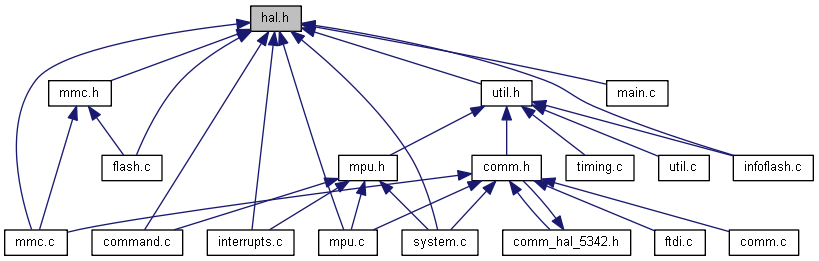 hal.h
mmc.h
util.h
main.c
flash.c
mpu.h
comm.h
timing.c
util.c
infoflash.c
mmc.c
command.c
interrupts.c
mpu.c
system.c
comm_hal_5342.h
ftdi.c
comm.c